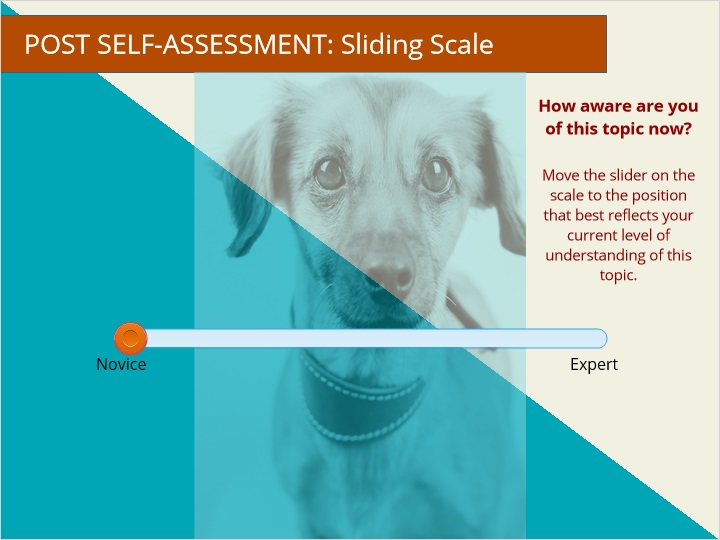 POST SELF-ASSESSMENT: Sliding Scale
How aware are you
of this topic now?
Move the slider on the
scale to the position
that best reflects your
current level of
understanding of this
topic.
Novice
Expert